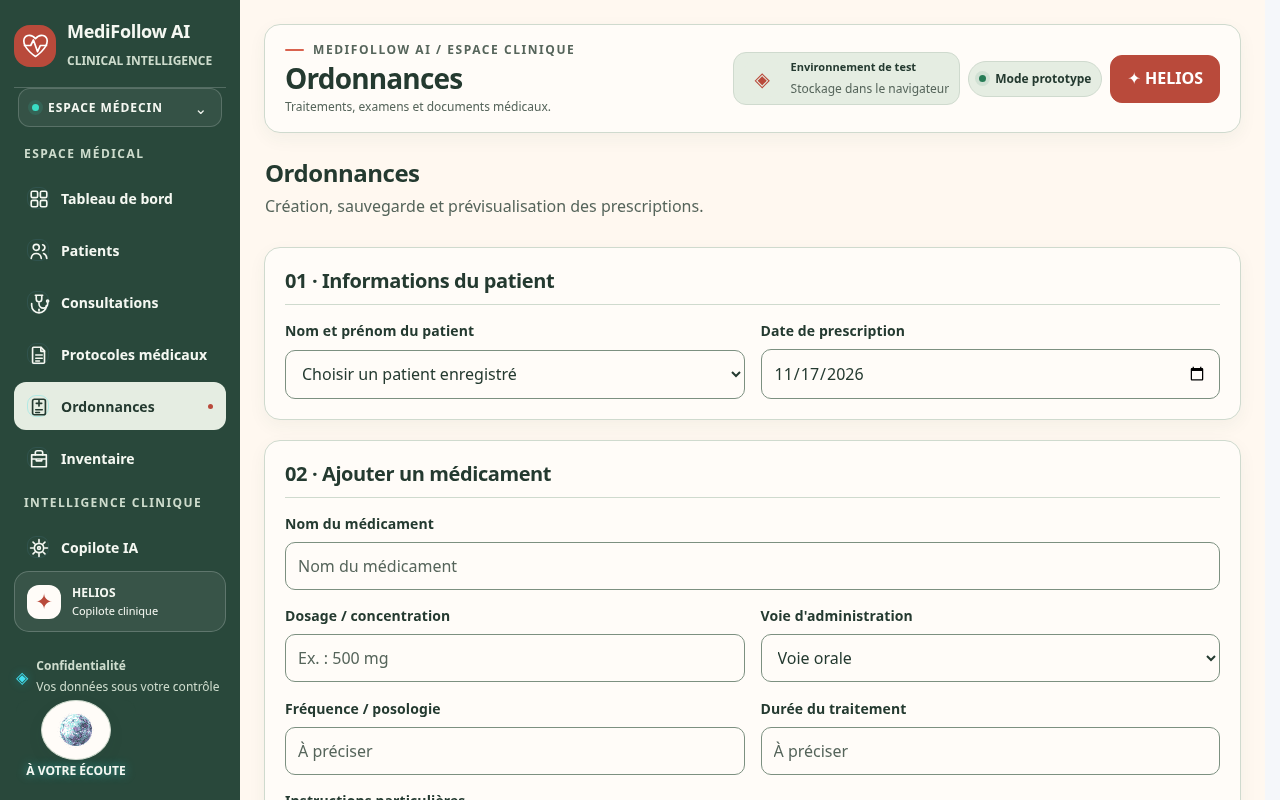 MediFollow AI
CLINICAL INTELLIGENCE
ESPACE MÉDECIN
ESPACE MÉDICAL
Tableau de bord
Patients
Consultations
Protocoles médicaux
Ordonnances
Inventaire
INTELLIGENCE CLINIQUE
Copilote IA
HELIOS
Copilote clinique
Confidentialité
Vos données sous votre contrôle
À VOTRE ÉCOUTE
MEDIFOLLOW AI / ESPACE CLINIQUE
Ordonnances
Traitements, examens et documents médicaux.
Environnement de test
Stockage dans le navigateur
Mode prototype
✦ HELIOS
Ordonnances
Création, sauvegarde et prévisualisation des prescriptions.
01 · Informations du patient
Nom et prénom du patient
Choisir un patient enregistré
Date de prescription
11/17/2026
02 · Ajouter un médicament
Nom du médicament
Nom du médicament
Dosage / concentration
Ex. : 500 mg
Voie d'administration
Voie orale
Fréquence / posologie
À préciser
Durée du traitement
À préciser
Instructions particulières